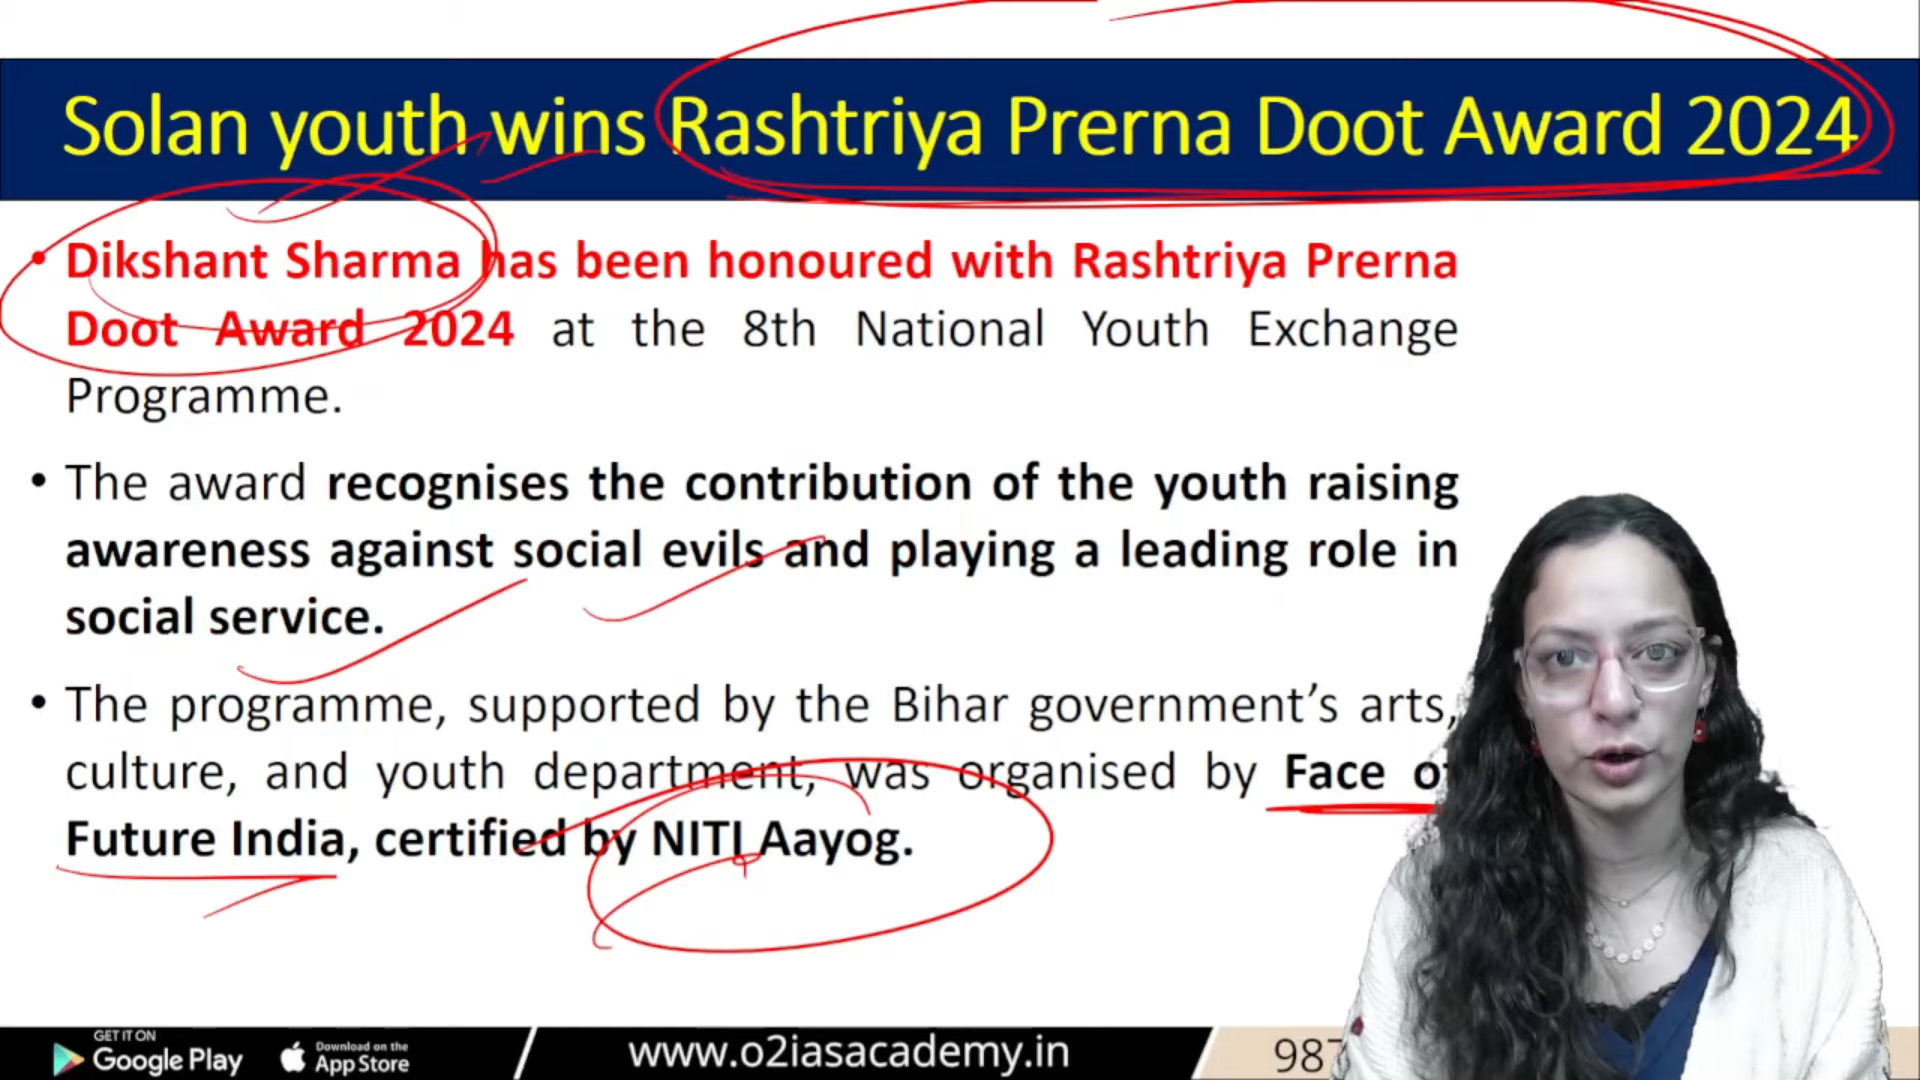 Solan youth wins Rashtriya Prerna Doot Award 2024
• Dikshant Sharma has been honoured with Rashtriya Prerna
Doot Award 2024 at the 8th National Youth Exchange
Programme.
• The award recognises the contribution of the youth raising
awareness against social evils and playing a leading role in
social service.
• The programme, supported by the Bihar government’s arts,
culture, and youth department, was organised by Face of
Future India, certified by NITI Aayog.
GET IT ON
Google Play
Download on the
App Store
www.o2iasacademy.in
987